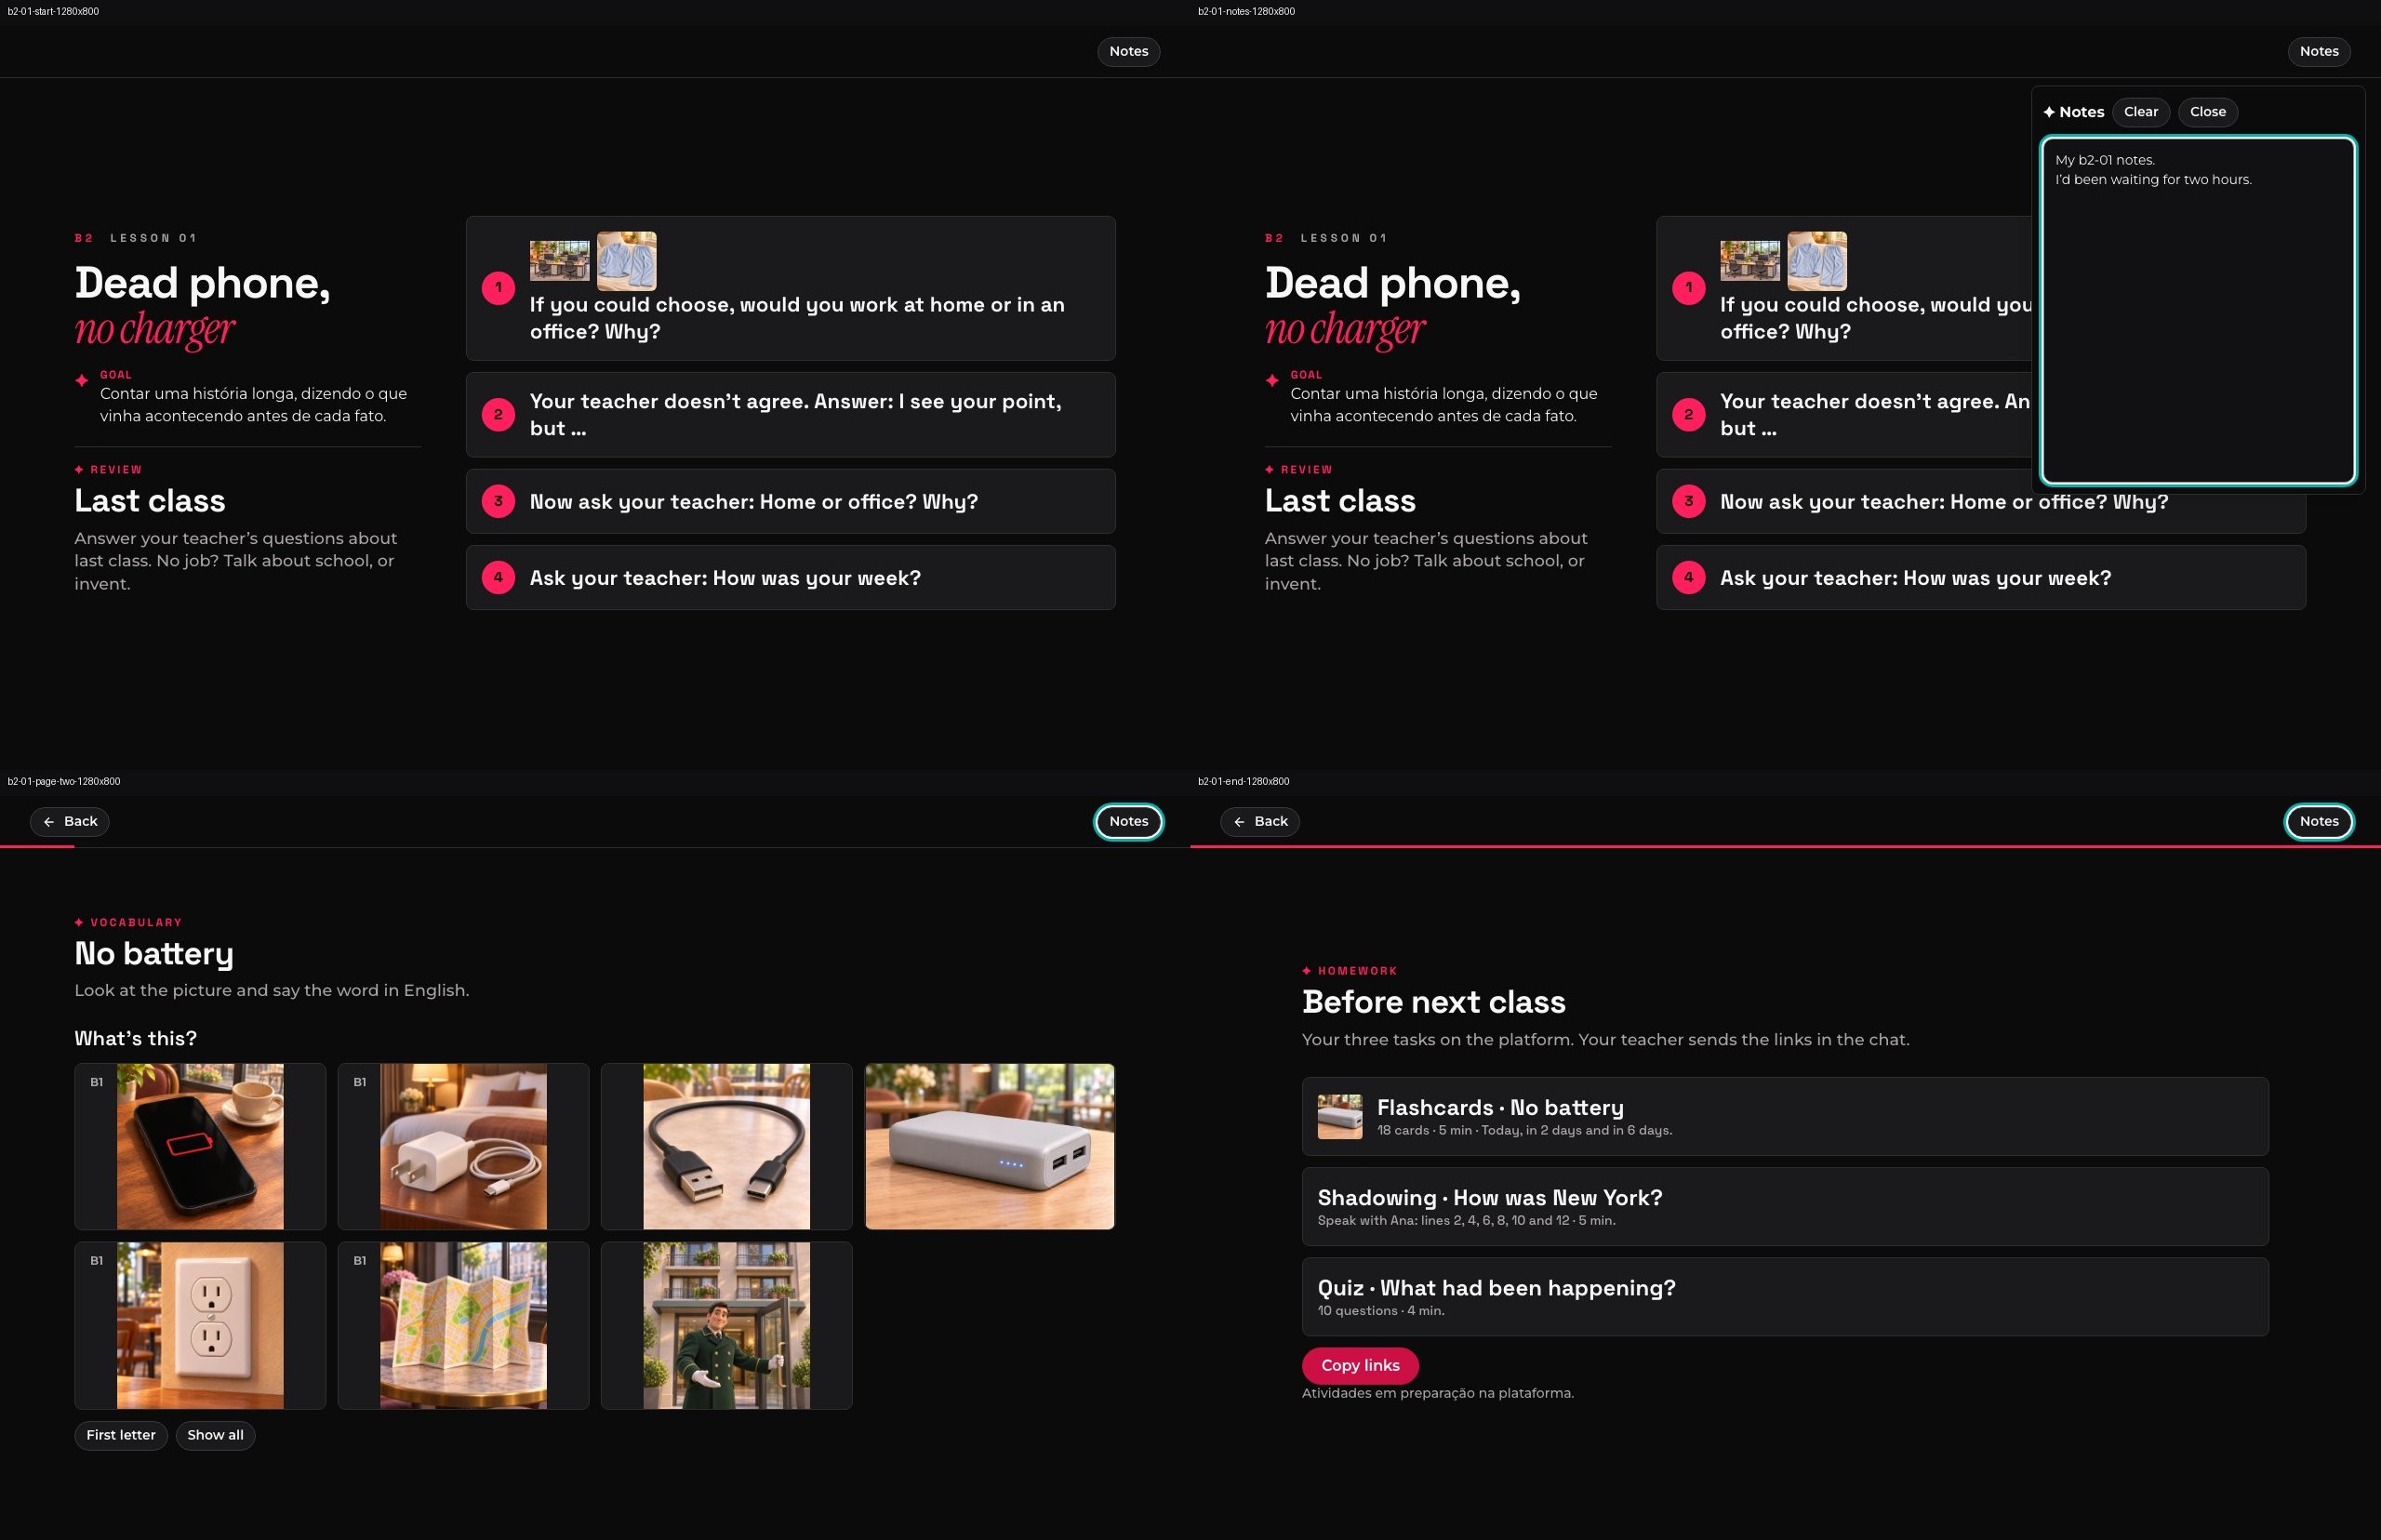 b2-01-start-1280x800
Notes
B2 LESSON 01
Dead phone,
no charger
GOAL
Contar uma história longa, dizendo o que
vinha acontecendo antes de cada fato.
REVIEW
Last class
Answer your teacher’s questions about
last class. No job? Talk about school, or
invent.
1
If you could choose, would you work at home or in an
office? Why?
2
Your teacher doesn’t agree. Answer: I see your point,
but ...
3
Now ask your teacher: Home or office? Why?
4
Ask your teacher: How was your week?
b2-01-notes-1280x800
Notes
B2 LESSON 01
Dead phone,
no charger
GOAL
Contar uma história longa, dizendo o que
vinha acontecendo antes de cada fato.
REVIEW
Last class
Answer your teacher’s questions about
last class. No job? Talk about school, or
invent.
1
If you could choose, would you
office? Why?
2
Your teacher doesn’t agree. An
but ...
3
Now ask your teacher: Home or office? Why?
4
Ask your teacher: How was your week?
Notes Clear Close
My b2-01 notes.
I’d been waiting for two hours.
b2-01-page-two-1280x800
Back
Notes
VOCABULARY
No battery
Look at the picture and say the word in English.
What’s this?
B1
B1
B1
B1
First letter Show all
b2-01-end-1280x800
Back
Notes
HOMEWORK
Before next class
Your three tasks on the platform. Your teacher sends the links in the chat.
Flashcards · No battery
18 cards · 5 min · Today, in 2 days and in 6 days.
Shadowing · How was New York?
Speak with Ana: lines 2, 4, 6, 8, 10 and 12 · 5 min.
Quiz · What had been happening?
10 questions · 4 min.
Copy links
Atividades em preparação na plataforma.